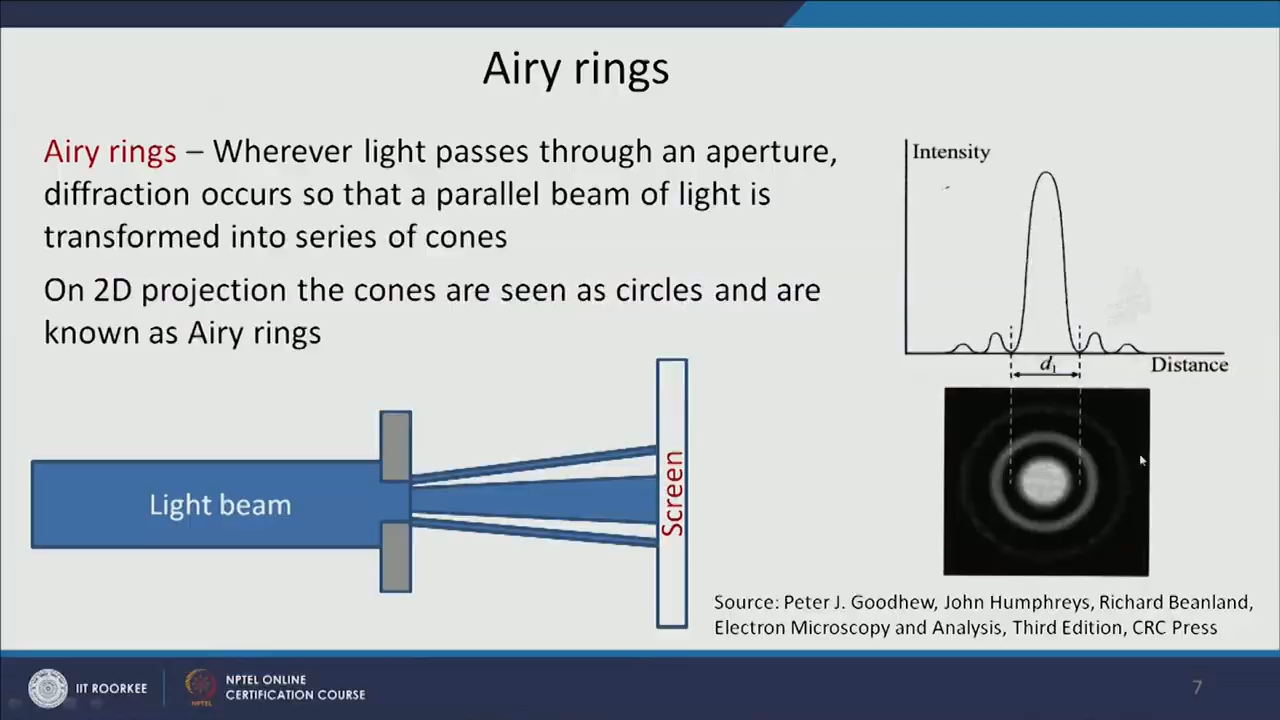 Airy rings
Airy rings – Wherever light passes through an aperture,
diffraction occurs so that a parallel beam of light is
transformed into series of cones
On 2D projection the cones are seen as circles and are
known as Airy rings
Light beam
Screen
Intensity
Distance
d₁
Source: Peter J. Goodhew, John Humphreys, Richard Beanland,
Electron Microscopy and Analysis, Third Edition, CRC Press
IIT ROORKEE
NPTEL
NPTEL ONLINE
CERTIFICATION COURSE
7